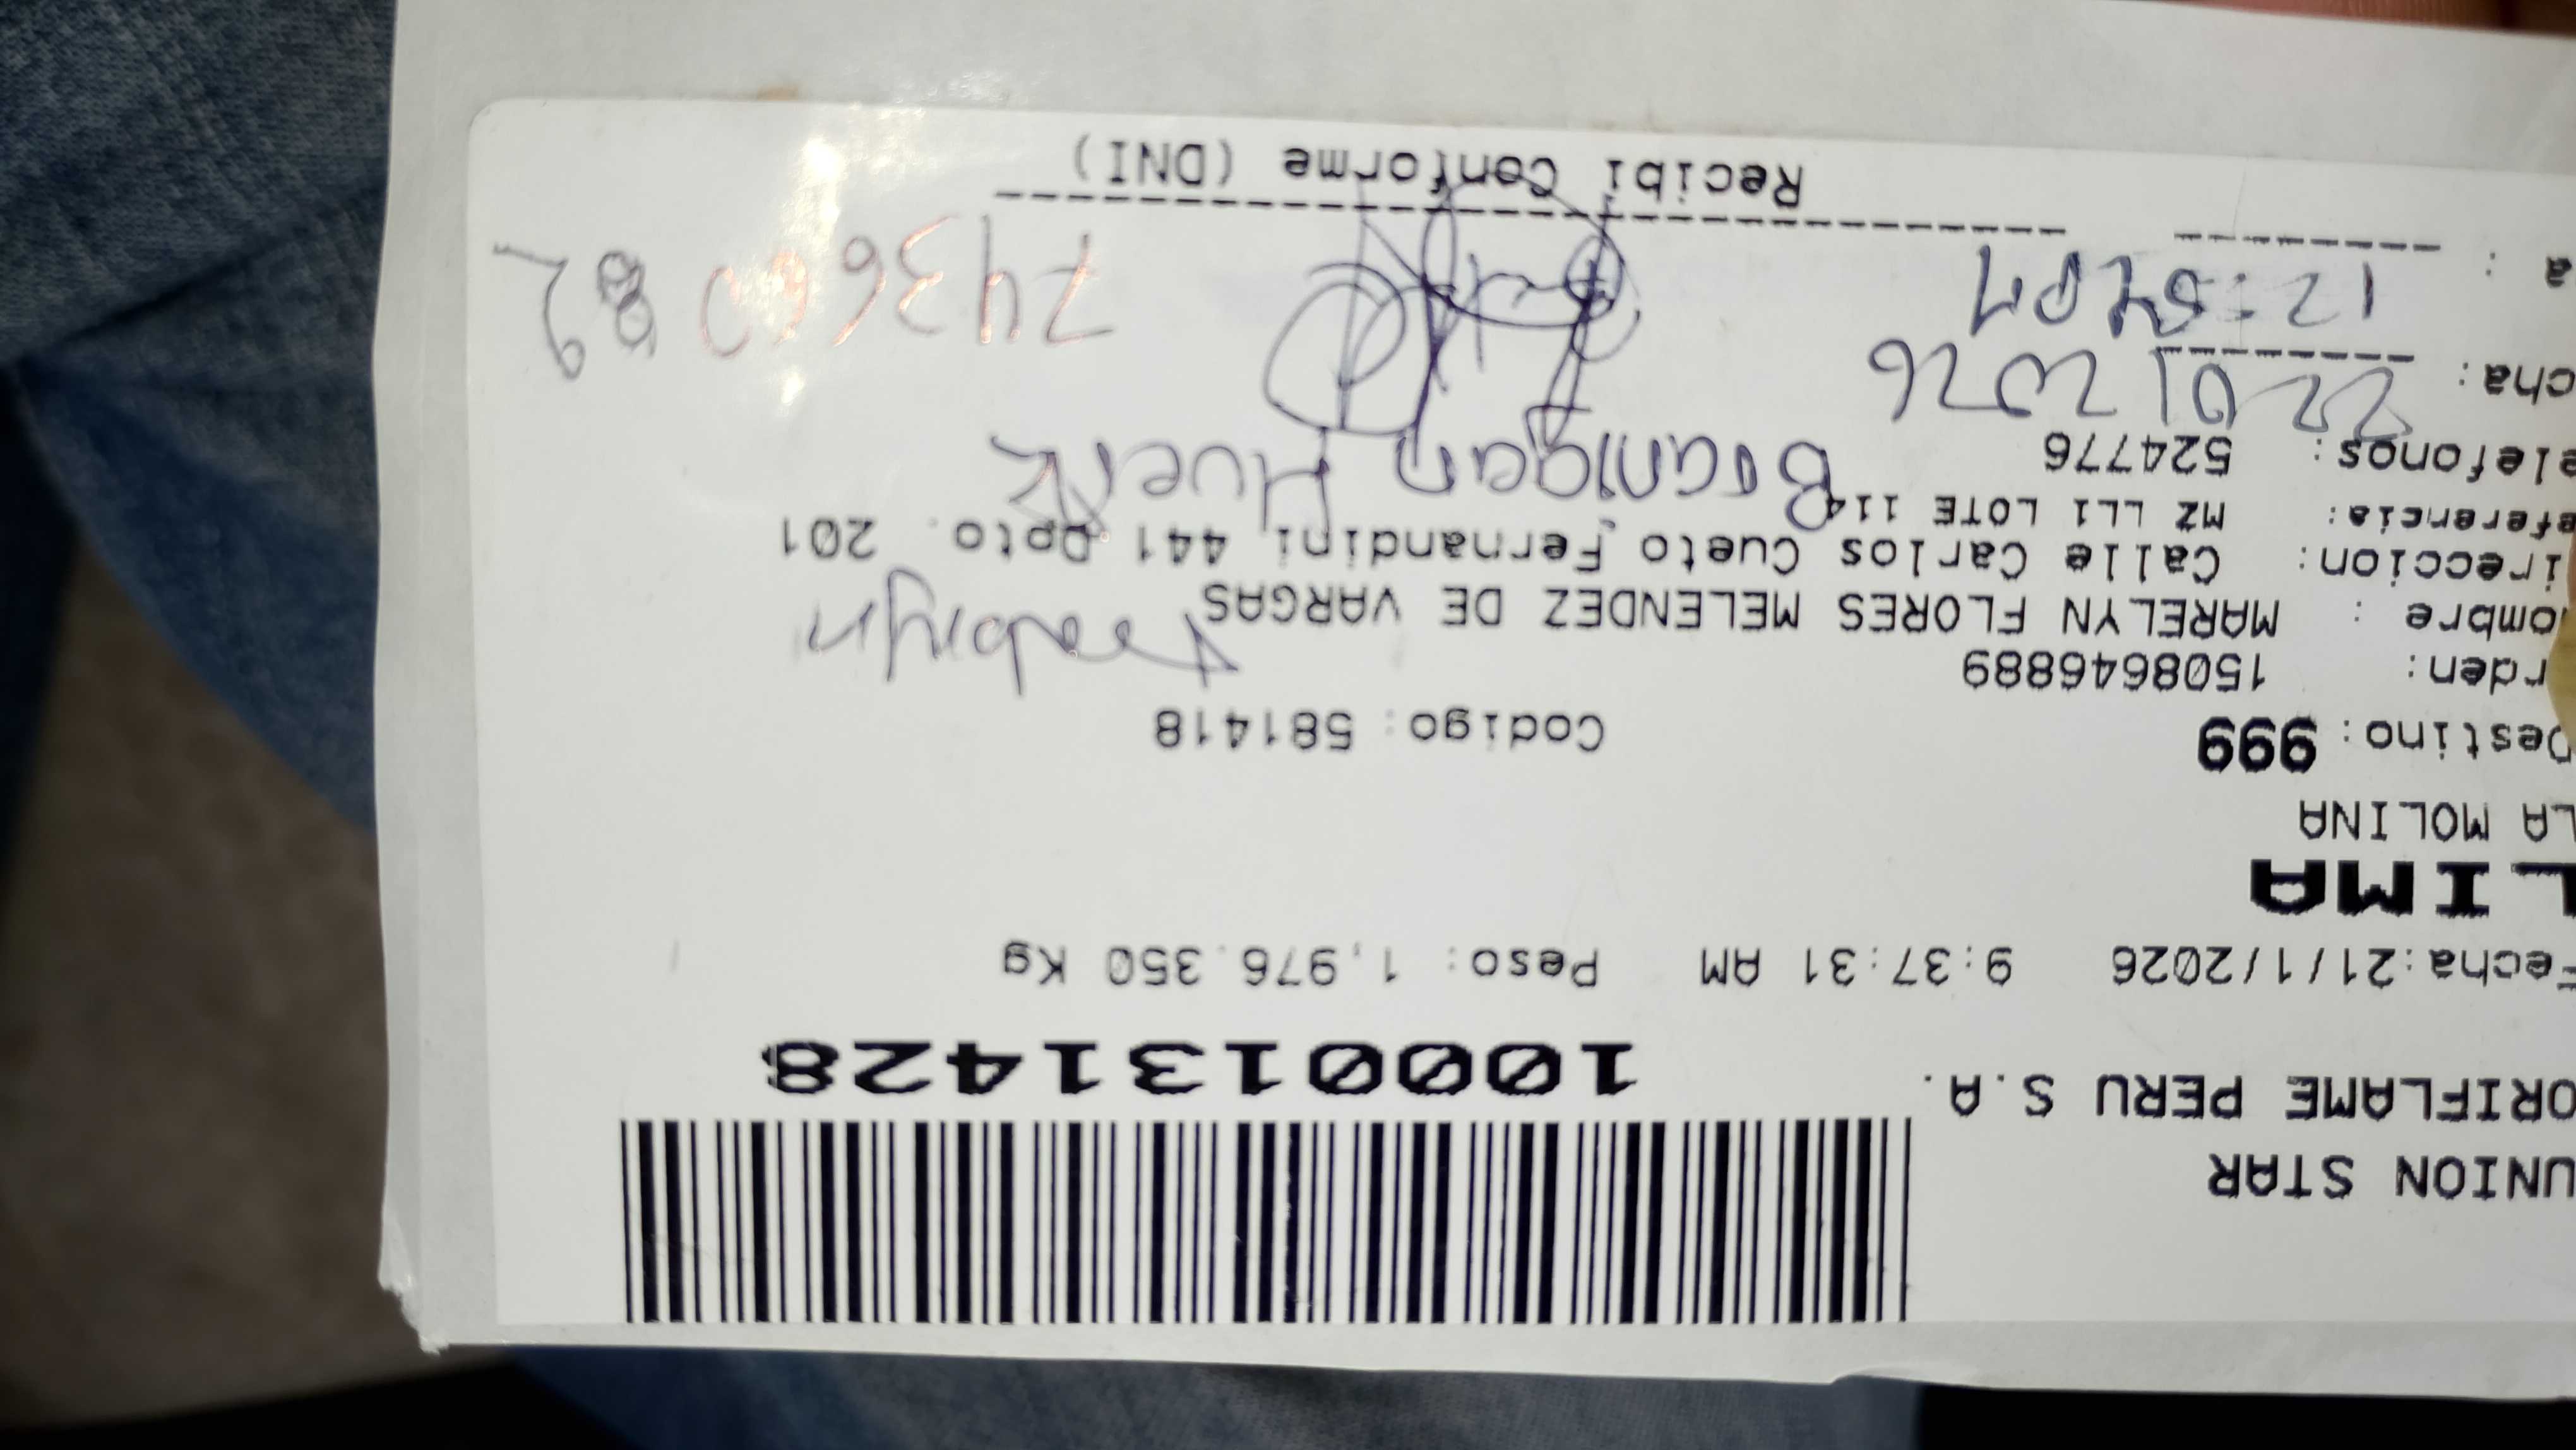 UNION STAR
ORIFLAME PERU S.A.
1000131428
Fecha:21/1/2026 9:37:31 AM Peso: 1,976.350 Kg
LIMA
LA MOLINA
Destino: 999 Codigo: 581418
rden: 1508646889
ombre : MARELYN FLORES MELENDEZ DE VARGAS
ireccion: Calle Carlos Cueto Fernandini 441 Dpto. 201
eferencia: MZ LL1 LOTE 114
elefonos: 524776
cha: 22 01 2026
a : 12:54 PM
743660 82
Recibi Conforme (DNI)